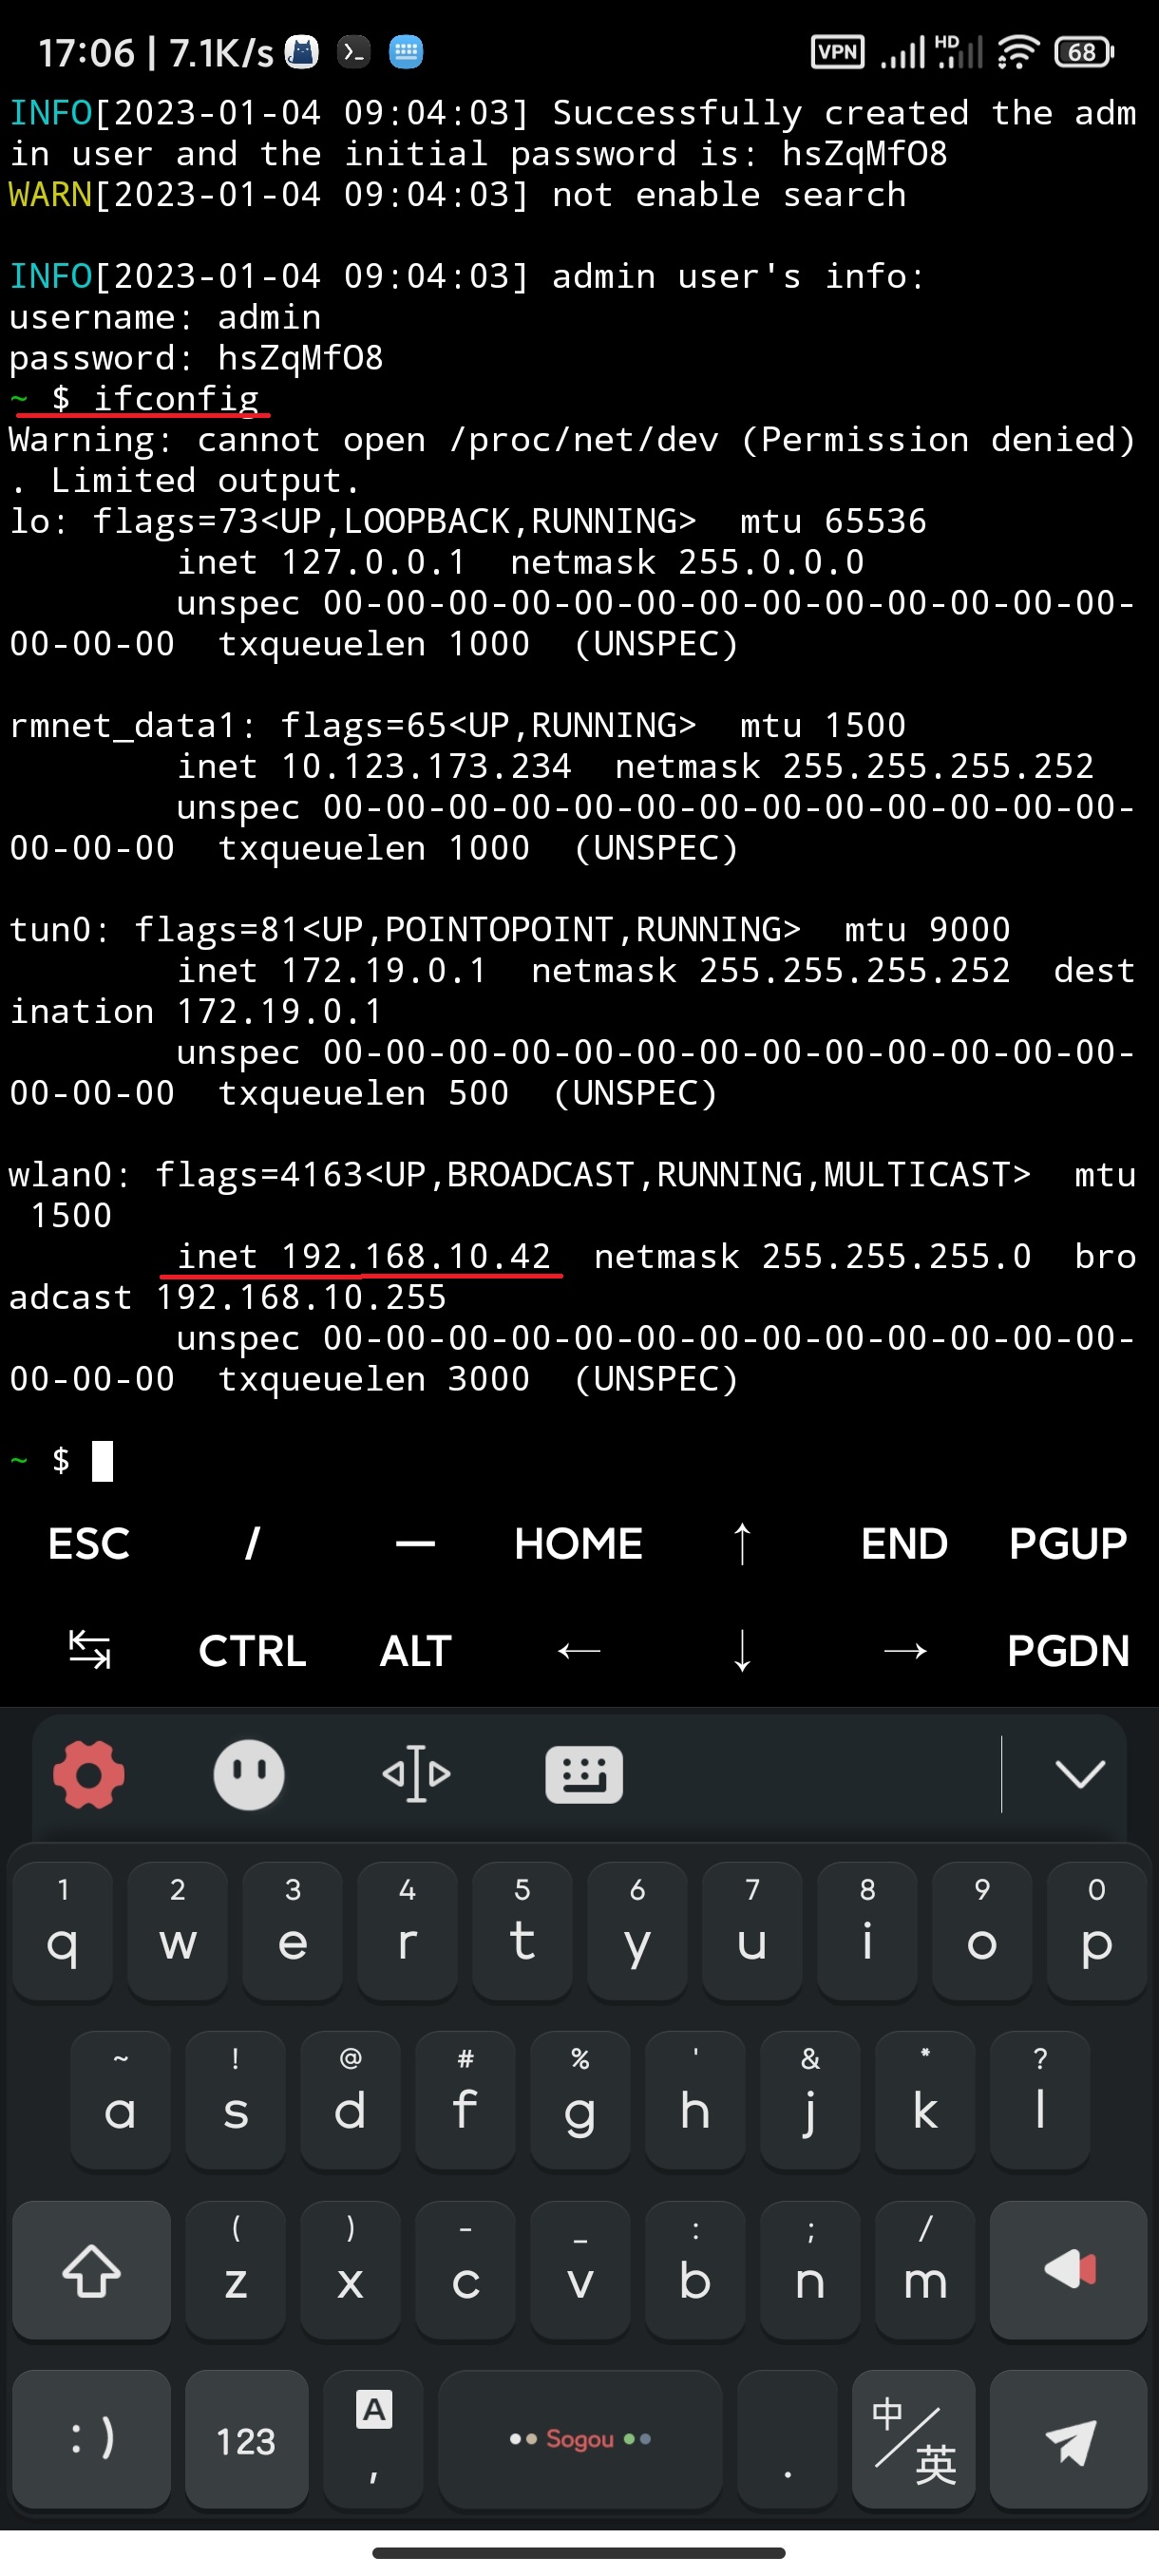 17:06 | 7.1K/s VPN HD 68
INFO[2023-01-04 09:04:03] Successfully created the adm
in user and the initial password is: hsZqMfO8
WARN[2023-01-04 09:04:03] not enable search
INFO[2023-01-04 09:04:03] admin user's info:
username: admin
password: hsZqMfO8
~ $ ifconfig
Warning: cannot open /proc/net/dev (Permission denied)
. Limited output.
lo: flags=73<UP,LOOPBACK,RUNNING>  mtu 65536
        inet 127.0.0.1  netmask 255.0.0.0
        unspec 00-00-00-00-00-00-00-00-00-00-00-00-00-
00-00-00  txqueuelen 1000  (UNSPEC)
rmnet_data1: flags=65<UP,RUNNING>  mtu 1500
        inet 10.123.173.234  netmask 255.255.255.252
        unspec 00-00-00-00-00-00-00-00-00-00-00-00-00-
00-00-00  txqueuelen 1000  (UNSPEC)
tun0: flags=81<UP,POINTOPOINT,RUNNING>  mtu 9000
        inet 172.19.0.1  netmask 255.255.255.252  dest
ination 172.19.0.1
        unspec 00-00-00-00-00-00-00-00-00-00-00-00-00-
00-00-00  txqueuelen 500  (UNSPEC)
wlan0: flags=4163<UP,BROADCAST,RUNNING,MULTICAST>  mtu
 1500
        inet 192.168.10.42  netmask 255.255.255.0  bro
adcast 192.168.10.255
        unspec 00-00-00-00-00-00-00-00-00-00-00-00-00-
00-00-00  txqueuelen 3000  (UNSPEC)
~ $
ESC / — HOME ↑ END PGUP
↹ CTRL ALT ← ↓ → PGDN
1 2 3 4 5 6 7 8 9 0
q w e r t y u i o p
~ ! @ # % ' & * ?
a s d f g h j k l
( ) - _ : ; /
z x c v b n m
:) 123 A , Sogou . 中/英